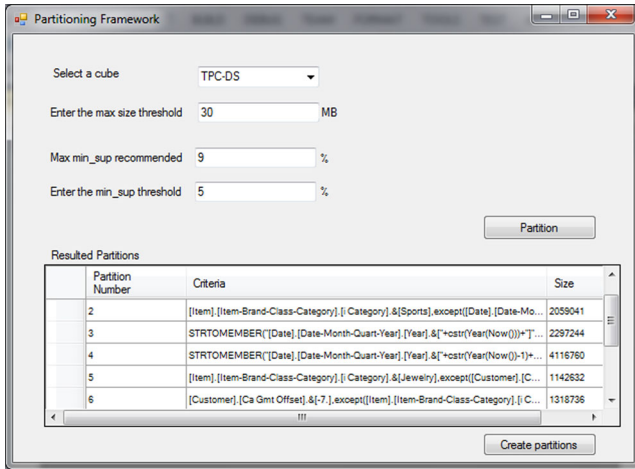 Partitioning Framework
Select a cube
TPC-DS
Enter the max size threshold 30 MB
Max min_sup recommended 9 %
Enter the min_sup threshold 5 %
Partition
Resulted Partitions
Partition Number Criteria Size
2 [Item].[Item-Brand-Class-Category].[i Category].&[Sports],except([Date].[Date-Mo... 2059041
3 STRTOMEMBER("[Date].[Date-Month-Quart-Year].[Year].&["+cstr(Year(Now()))+"]"... 2297244
4 STRTOMEMBER("[Date].[Date-Month-Quart-Year].[Year].&["+cstr(Year(Now())-1)+... 4116760
5 [Item].[Item-Brand-Class-Category].[i Category].&[Jewelry],except([Customer].[C... 1142632
6 [Customer].[Ca Gmt Offset].&[-7.],except([Item].[Item-Brand-Class-Category].[i C... 1318736
Create partitions